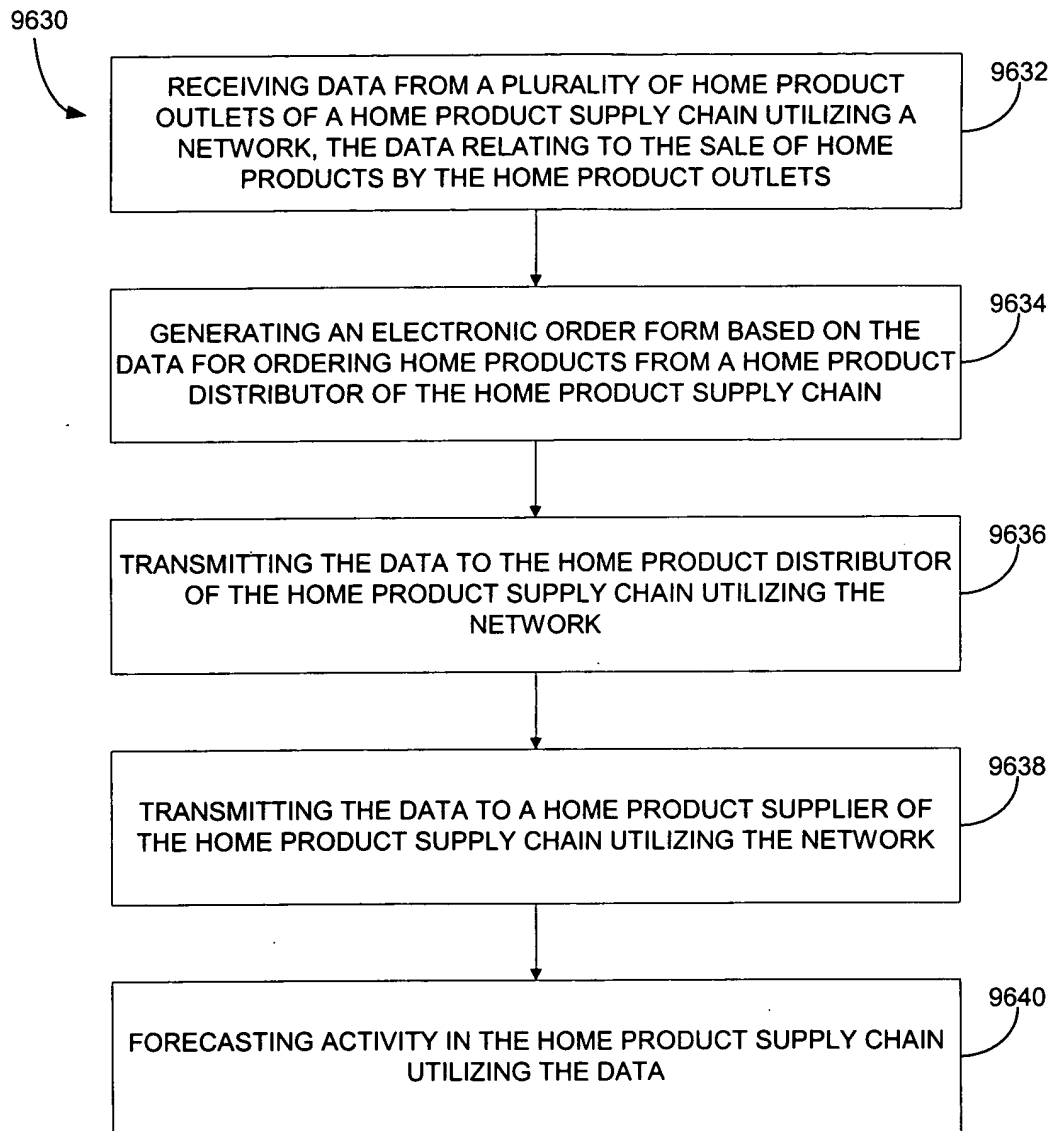 9630
RECEIVING DATA FROM A PLURALITY OF HOME PRODUCT
OUTLETS OF A HOME PRODUCT SUPPLY CHAIN UTILIZING A
NETWORK, THE DATA RELATING TO THE SALE OF HOME
PRODUCTS BY THE HOME PRODUCT OUTLETS
9632
GENERATING AN ELECTRONIC ORDER FORM BASED ON THE
DATA FOR ORDERING HOME PRODUCTS FROM A HOME PRODUCT
DISTRIBUTOR OF THE HOME PRODUCT SUPPLY CHAIN
9634
TRANSMITTING THE DATA TO THE HOME PRODUCT DISTRIBUTOR
OF THE HOME PRODUCT SUPPLY CHAIN UTILIZING THE
NETWORK
9636
TRANSMITTING THE DATA TO A HOME PRODUCT SUPPLIER OF
THE HOME PRODUCT SUPPLY CHAIN UTILIZING THE NETWORK
9638
FORECASTING ACTIVITY IN THE HOME PRODUCT SUPPLY CHAIN
UTILIZING THE DATA
9640